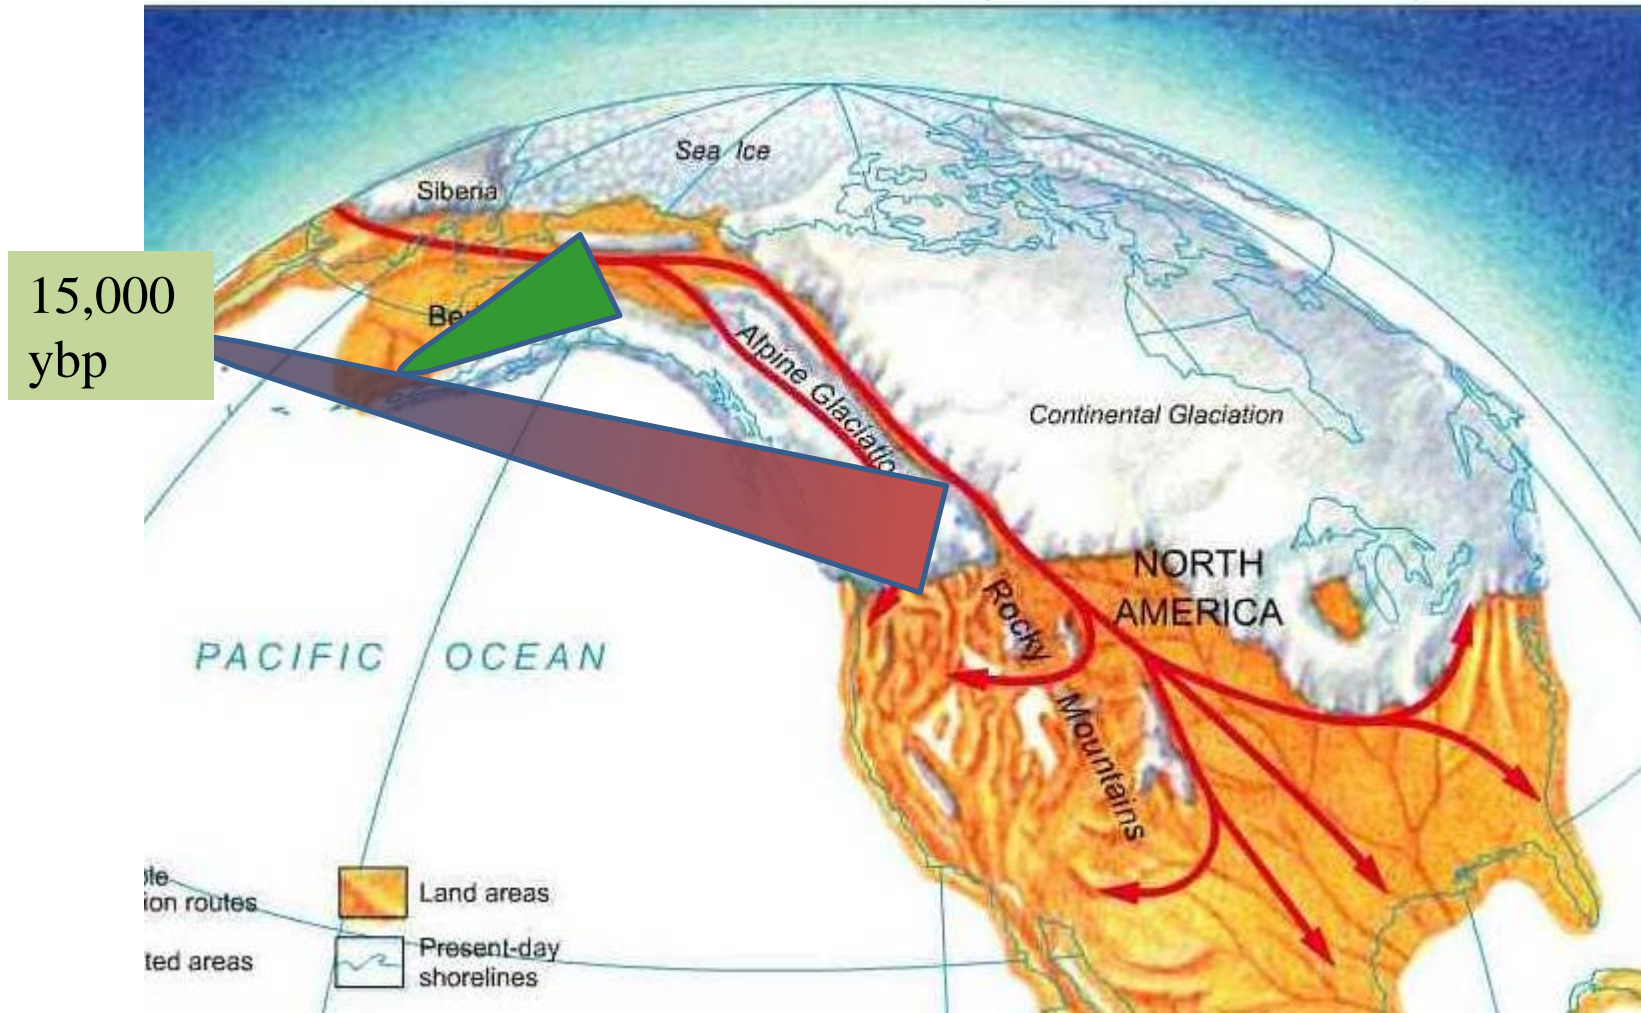 Sea Ice
Siberia
15,000
ybp
Alpine Glaciatio
Continental Glaciation
NORTH
AMERICA
Rocky
Mountains
PACIFIC OCEAN
ion routes
Land areas
ted areas
Present-day
shorelines